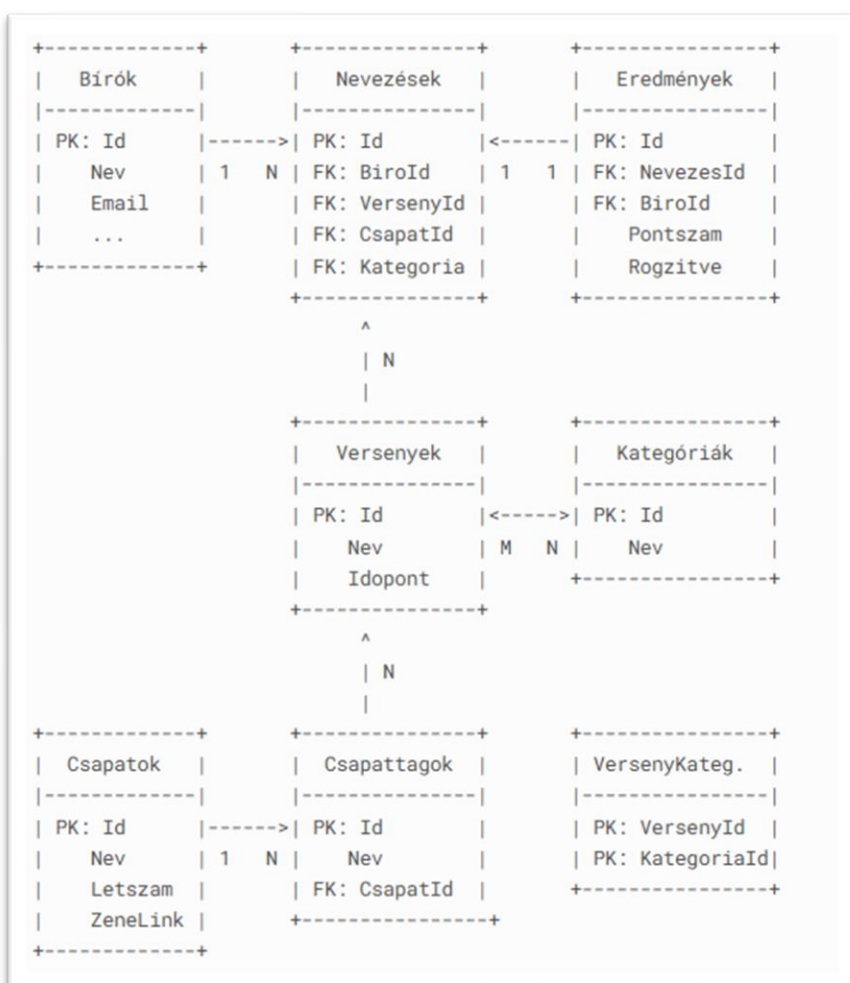 +-------------+       +---------------+       +----------------+
|   Bírók     |       |   Nevezések   |       |   Eredmények   |
|-------------|       |---------------|       |----------------|
| PK: Id      |------>| PK: Id        |<------| PK: Id         |
|    Nev      | 1   N | FK: BiroId    | 1   1 | FK: NevezesId  |
|    Email    |       | FK: VersenyId |       | FK: BiroId     |
|    ...      |       | FK: CsapatId  |       |    Pontszam    |
+-------------+       | FK: Kategoria |       |    Rogzitve    |
                      +---------------+       +----------------+
                            ^
                            | N
                            |
                      +---------------+       +----------------+
                      |   Versenyek   |       |   Kategóriák   |
                      |---------------|       |----------------|
                      | PK: Id        |<----->| PK: Id         |
                      |    Nev        | M   N |    Nev         |
                      |    Idopont    |       +----------------+
                      +---------------+
                            ^
                            | N
                            |
+-------------+       +---------------+       +----------------+
|  Csapatok   |       |  Csapattagok  |       | VersenyKateg.  |
|-------------|       |---------------|       |----------------|
| PK: Id      |------>| PK: Id        |       | PK: VersenyId  |
|    Nev      | 1   N |    Nev        |       | PK: KategoriaId|
|    Letszam  |       | FK: CsapatId  |       +----------------+
|    ZeneLink |       +----------------+
+-------------+